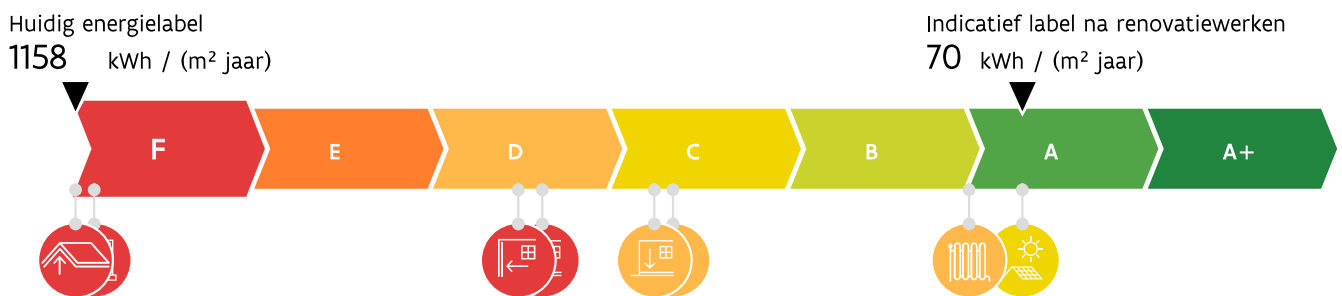 Huidig energielabel
1158 kWh / (m² jaar)
Indicatief label na renovatiewerken
70 kWh / (m² jaar)
F E D C B A A+